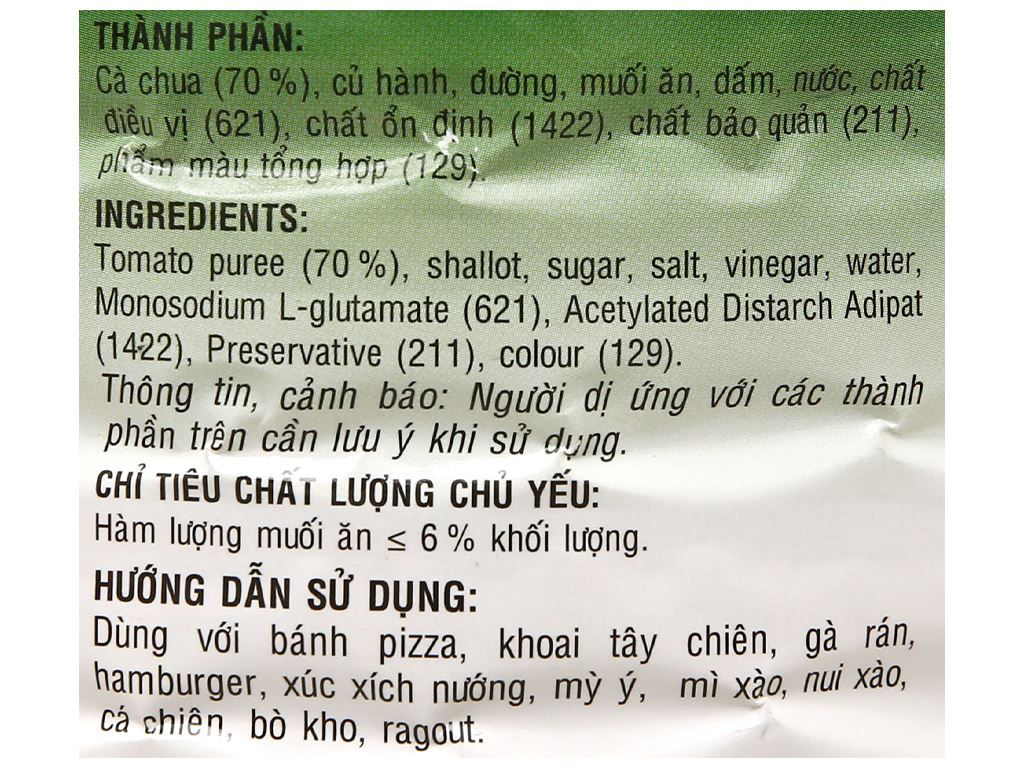 THÀNH PHẦN:
Cà chua (70 %), củ hành, đường, muối ăn, dấm, nước, chất
điều vị (621), chất ổn định (1422), chất bảo quản (211),
phẩm màu tổng hợp (129).
INGREDIENTS:
Tomato puree (70 %), shallot, sugar, salt, vinegar, water,
Monosodium L-glutamate (621), Acetylated Distarch Adipat
(1422), Preservative (211), colour (129).
Thông tin, cảnh báo: Người dị ứng với các thành
phần trên cần lưu ý khi sử dụng.
CHỈ TIÊU CHẤT LƯỢNG CHỦ YẾU:
Hàm lượng muối ăn ≤ 6 % khối lượng.
HƯỚNG DẪN SỬ DỤNG:
Dùng với bánh pizza, khoai tây chiên, gà rán,
hamburger, xúc xích nướng, mỳ ý, mì xào, nui xào,
cá chiên, bò kho, ragout.